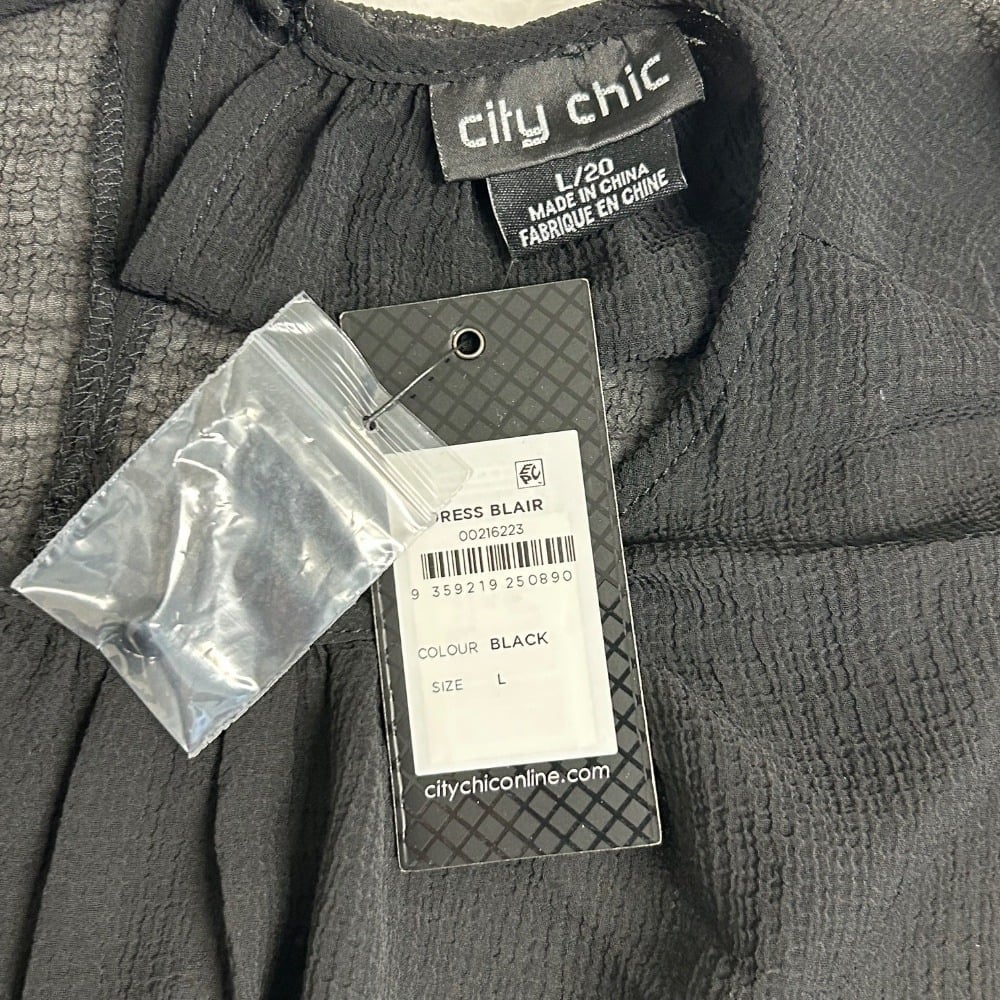 city chic
L/20
MADE IN CHINA
FABRIQUE EN CHINE
EPC
DRESS BLAIR
00216223
9 359219 250890
COLOUR BLACK
SIZE L
citychiconline.com